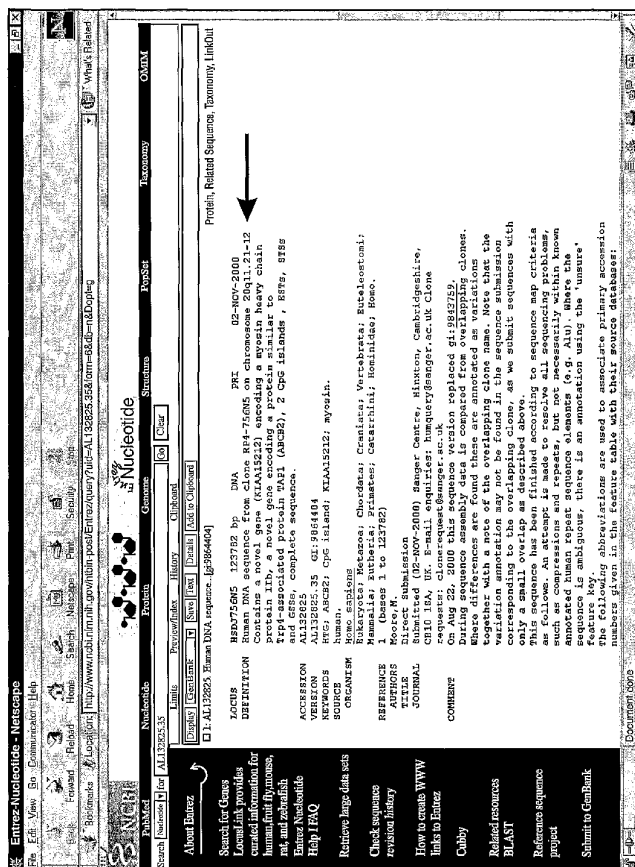 Entrez-Nucleotide - Netscape
File Edit View Go Communicator Help
Forward Reload Home Search Netscape Print Security Stop
Bookmarks Location: http://www.ncbi.nlm.nih.gov/htbin-post/Entrez/query?uid=AL132825.35&form=6&db=n&Dopt=g What's Related
NCBI Nucleotide
PubMed Nucleotide Protein Genome Structure PopSet Taxonomy OMIM
Search Nucleotide for AL132825.35 Go Clear
Limits Preview/Index History Clipboard
Display GenBank Save Text Details Add to Clipboard
1: AL132825. Human DNA sequence...[gi:9864404] Protein, Related Sequence, Taxonomy, LinkOut
About Entrez
Search for Genes
LocusLink provides
curated information for
human, fruit fly, mouse,
rat, and zebrafish
Entrez Nucleotide
Help | FAQ
Retrieve large data sets
Check sequence
revision history
How to create WWW
links to Entrez
Cubby
Related resources
BLAST
Reference sequence
project
Submit to GenBank
LOCUS HSDJ756N5 123782 bp DNA PRI 02-NOV-2000
DEFINITION Human DNA sequence from clone RP4-756N5 on chromosome 20q11.21-12
Contains a novel gene (KIAA15212) encoding a myosin heavy chain
protein IIb, a novel gene encoding a protein similar to
Trp4-associated protein TAP1 (ABCB2), 2 CpG islands , ESTs, STSs
and GSSs, complete sequence.
ACCESSION AL132825
VERSION AL132825.35 GI:9864404
KEYWORDS HTG; ABCB2; CpG island; KIAA15212; myosin.
SOURCE human.
ORGANISM Homo sapiens
Eukaryota; Metazoa; Chordata; Craniata; Vertebrata; Euteleostomi;
Mammalia; Eutheria; Primates; Catarrhini; Hominidae; Homo.
REFERENCE 1 (bases 1 to 123782)
AUTHORS Moore,M.
TITLE Direct Submission
JOURNAL Submitted (02-NOV-2000) Sanger Centre, Hinxton, Cambridgeshire,
CB10 1SA, UK. E-mail enquiries: humquery@sanger.ac.uk Clone
requests: clonerequest@sanger.ac.uk
COMMENT On Aug 22, 2000 this sequence version replaced gi:9843759.
During sequence assembly data is compared from overlapping clones.
Where differences are found these are annotated as variations
together with a note of the overlapping clone name. Note that the
variation annotation may not be found in the sequence submission
corresponding to the overlapping clone, as we submit sequences with
only a small overlap as described above.
This sequence has been finished according to sequence map criteria
as follows. An attempt is made to resolve all sequencing problems,
such as compressions and repeats, but not necessarily within known
annotated human repeat sequence elements (e.g. Alu). Where the
sequence is ambiguous, there is an annotation using the 'unsure'
feature key.
The following abbreviations are used to associate primary accession
numbers given in the feature table with their source databases:
Document: done